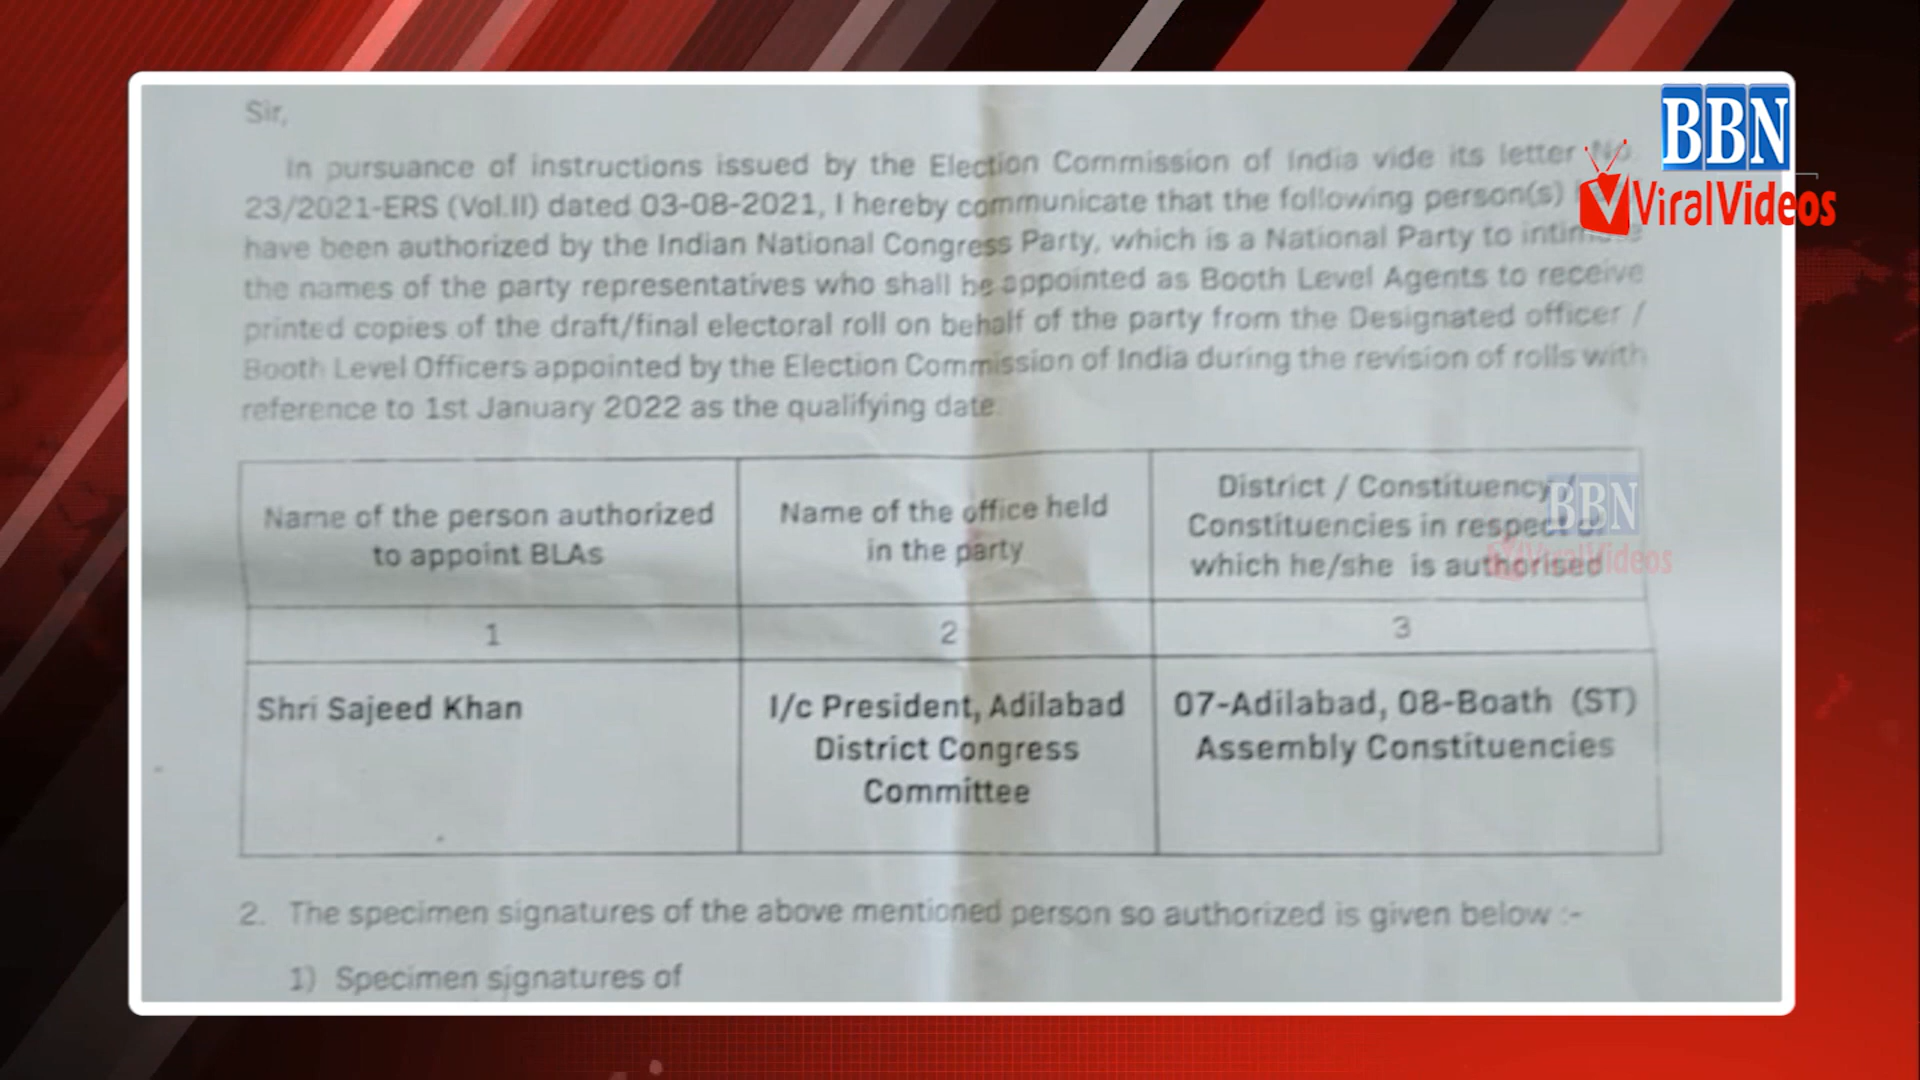 Sir,
In pursuance of instructions issued by the Election Commission of India vide its letter No.
23/2021-ERS (Vol.II) dated 03-08-2021, I hereby communicate that the following person(s)
have been authorized by the Indian National Congress Party, which is a National Party to
the names of the party representatives who shall be appointed as Booth Level Agents to receive
printed copies of the draft/final electoral roll on behalf of the party from the Designated officer /
Booth Level Officers appointed by the Election Commission of India during the revision of rolls with
reference to 1st January 2022 as the qualifying date.
BBN
ViralVideos
Name of the person authorized
to appoint BLAs
Name of the office held
in the party
District / Constituency /
Constituencies in respect of
which he/she is authorised
BBN
ViralVideos
1
2
3
Shri Sajeed Khan
I/c President, Adilabad
District Congress
Committee
07-Adilabad, 08-Boath (ST)
Assembly Constituencies
2. The specimen signatures of the above mentioned person so authorized is given below :-
1) Specimen signatures of